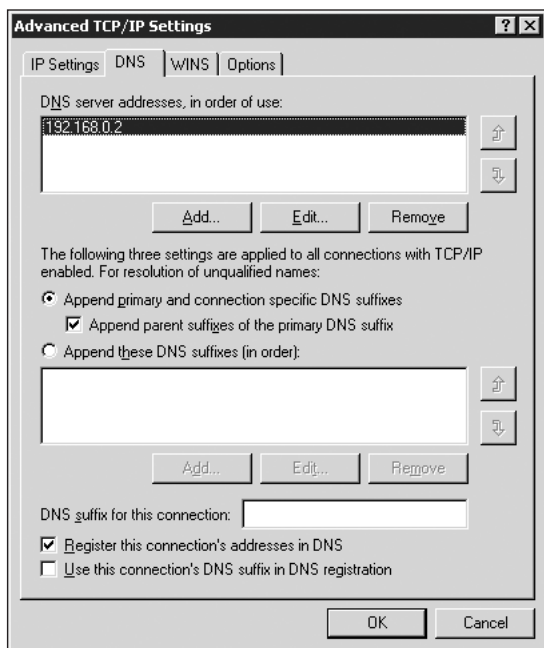 Advanced TCP/IP Settings
IP Settings DNS WINS Options
DNS server addresses, in order of use:
192.168.0.2
Add... Edit... Remove
The following three settings are applied to all connections with TCP/IP
enabled. For resolution of unqualified names:
Append primary and connection specific DNS suffixes
Append parent suffixes of the primary DNS suffix
Append these DNS suffixes (in order):
Add... Edit... Remove
DNS suffix for this connection:
Register this connection's addresses in DNS
Use this connection's DNS suffix in DNS registration
OK Cancel